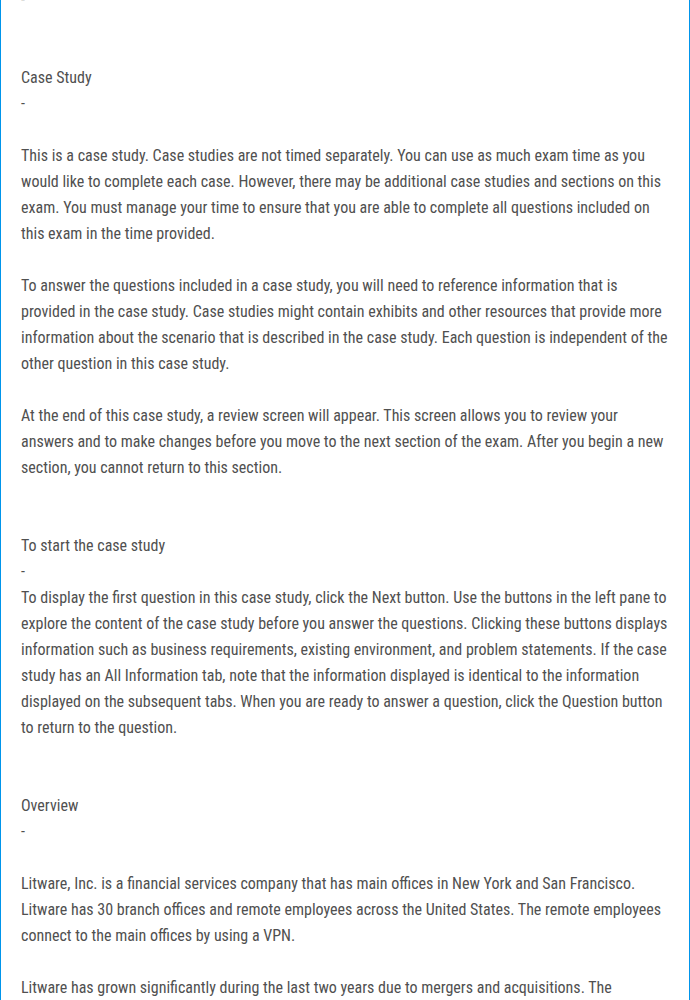 Case Study
-
This is a case study. Case studies are not timed separately. You can use as much exam time as you
would like to complete each case. However, there may be additional case studies and sections on this
exam. You must manage your time to ensure that you are able to complete all questions included on
this exam in the time provided.
To answer the questions included in a case study, you will need to reference information that is
provided in the case study. Case studies might contain exhibits and other resources that provide more
information about the scenario that is described in the case study. Each question is independent of the
other question in this case study.
At the end of this case study, a review screen will appear. This screen allows you to review your
answers and to make changes before you move to the next section of the exam. After you begin a new
section, you cannot return to this section.
To start the case study
-
To display the first question in this case study, click the Next button. Use the buttons in the left pane to
explore the content of the case study before you answer the questions. Clicking these buttons displays
information such as business requirements, existing environment, and problem statements. If the case
study has an All Information tab, note that the information displayed is identical to the information
displayed on the subsequent tabs. When you are ready to answer a question, click the Question button
to return to the question.
Overview
-
Litware, Inc. is a financial services company that has main offices in New York and San Francisco.
Litware has 30 branch offices and remote employees across the United States. The remote employees
connect to the main offices by using a VPN.
Litware has grown significantly during the last two years due to mergers and acquisitions. The